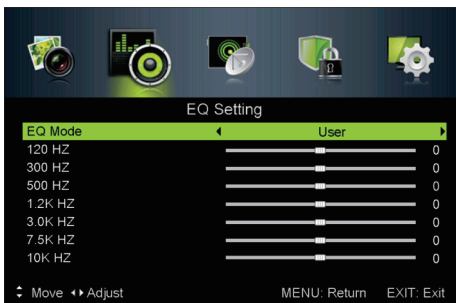 EQ Setting
EQ Mode User
120 HZ 0
300 HZ 0
500 HZ 0
1.2K HZ 0
3.0K HZ 0
7.5K HZ 0
10K HZ 0
Move Adjust MENU: Return EXIT: Exit